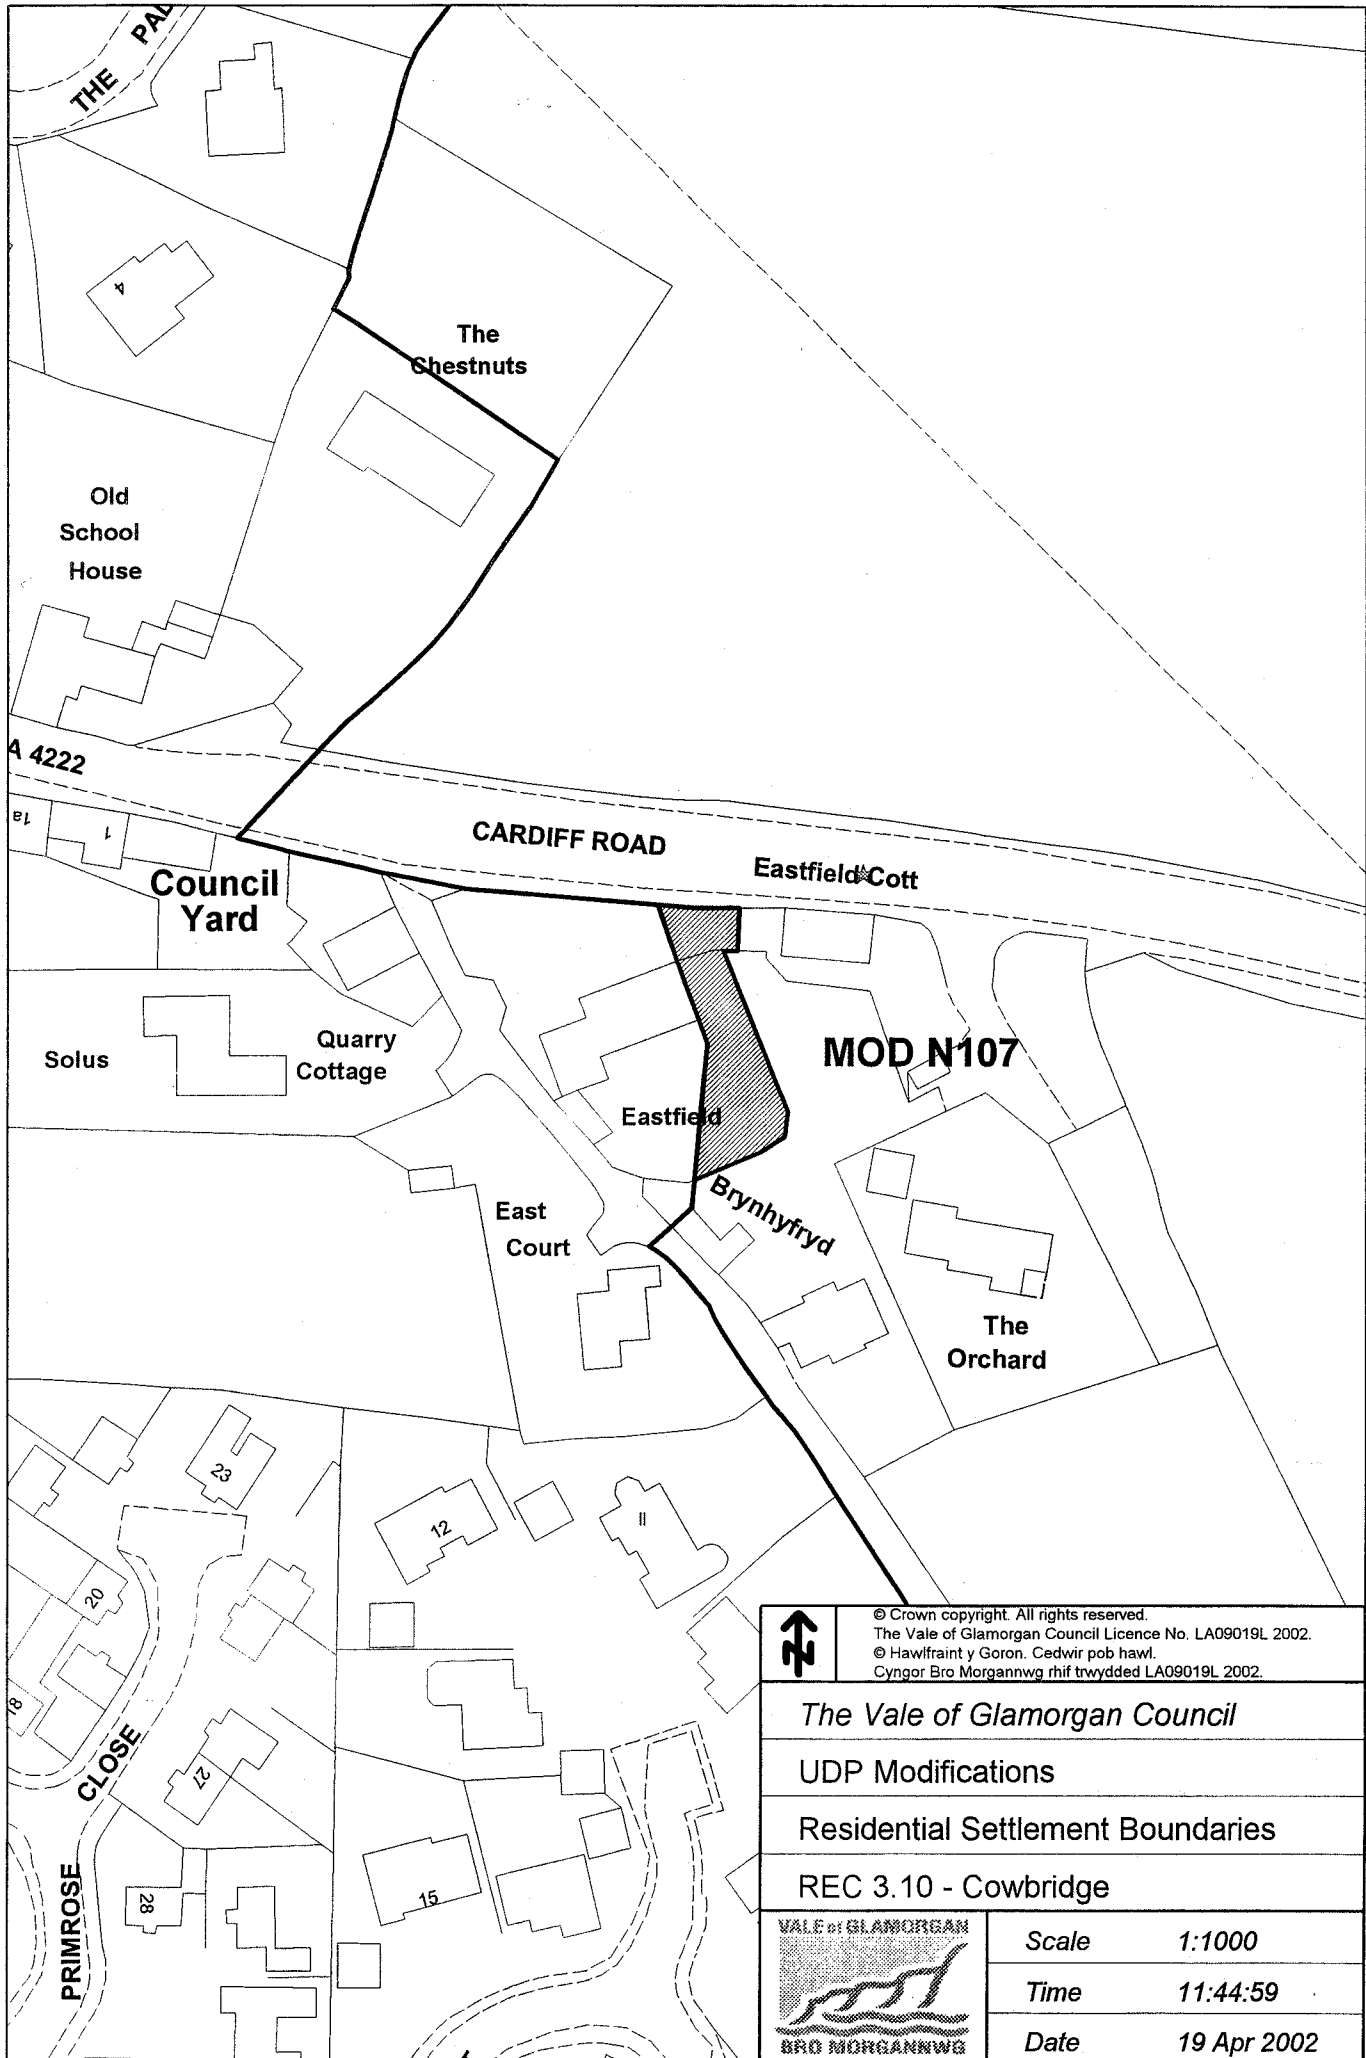 THE
4
The
Chestnuts
Old
School
House
A 4222
1a
1
CARDIFF ROAD
Eastfield Cott
Council
Yard
Solus
Quarry
Cottage
MOD N107
Eastfield
Brynhyfryd
East
Court
The
Orchard
23
12
11
20
18
27
CLOSE
PRIMROSE
28
15
N
© Crown copyright. All rights reserved.
The Vale of Glamorgan Council Licence No. LA09019L 2002.
© Hawlfraint y Goron. Cedwir pob hawl.
Cyngor Bro Morgannwg rhif trwydded LA09019L 2002.
The Vale of Glamorgan Council
UDP Modifications
Residential Settlement Boundaries
REC 3.10 - Cowbridge
VALE of GLAMORGAN
BRO MORGANNWG
Scale 1:1000
Time 11:44:59
Date 19 Apr 2002